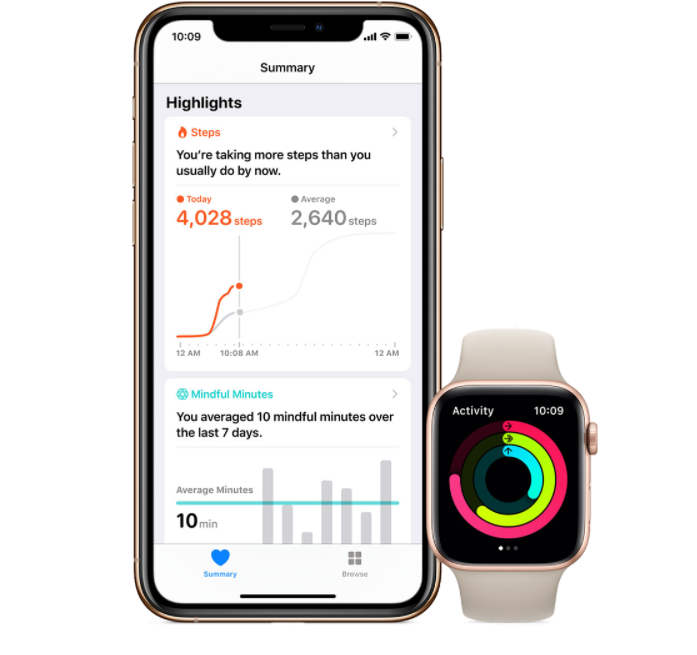 10:09
Summary
Highlights
Steps
You're taking more steps than you
usually do by now.
Today
Average
4,028 steps
2,640 steps
12 AM
10:08 AM
12 AM
Mindful Minutes
You averaged 10 mindful minutes over
the last 7 days.
Average Minutes
10 min
Summary
Browse
Activity
10:09